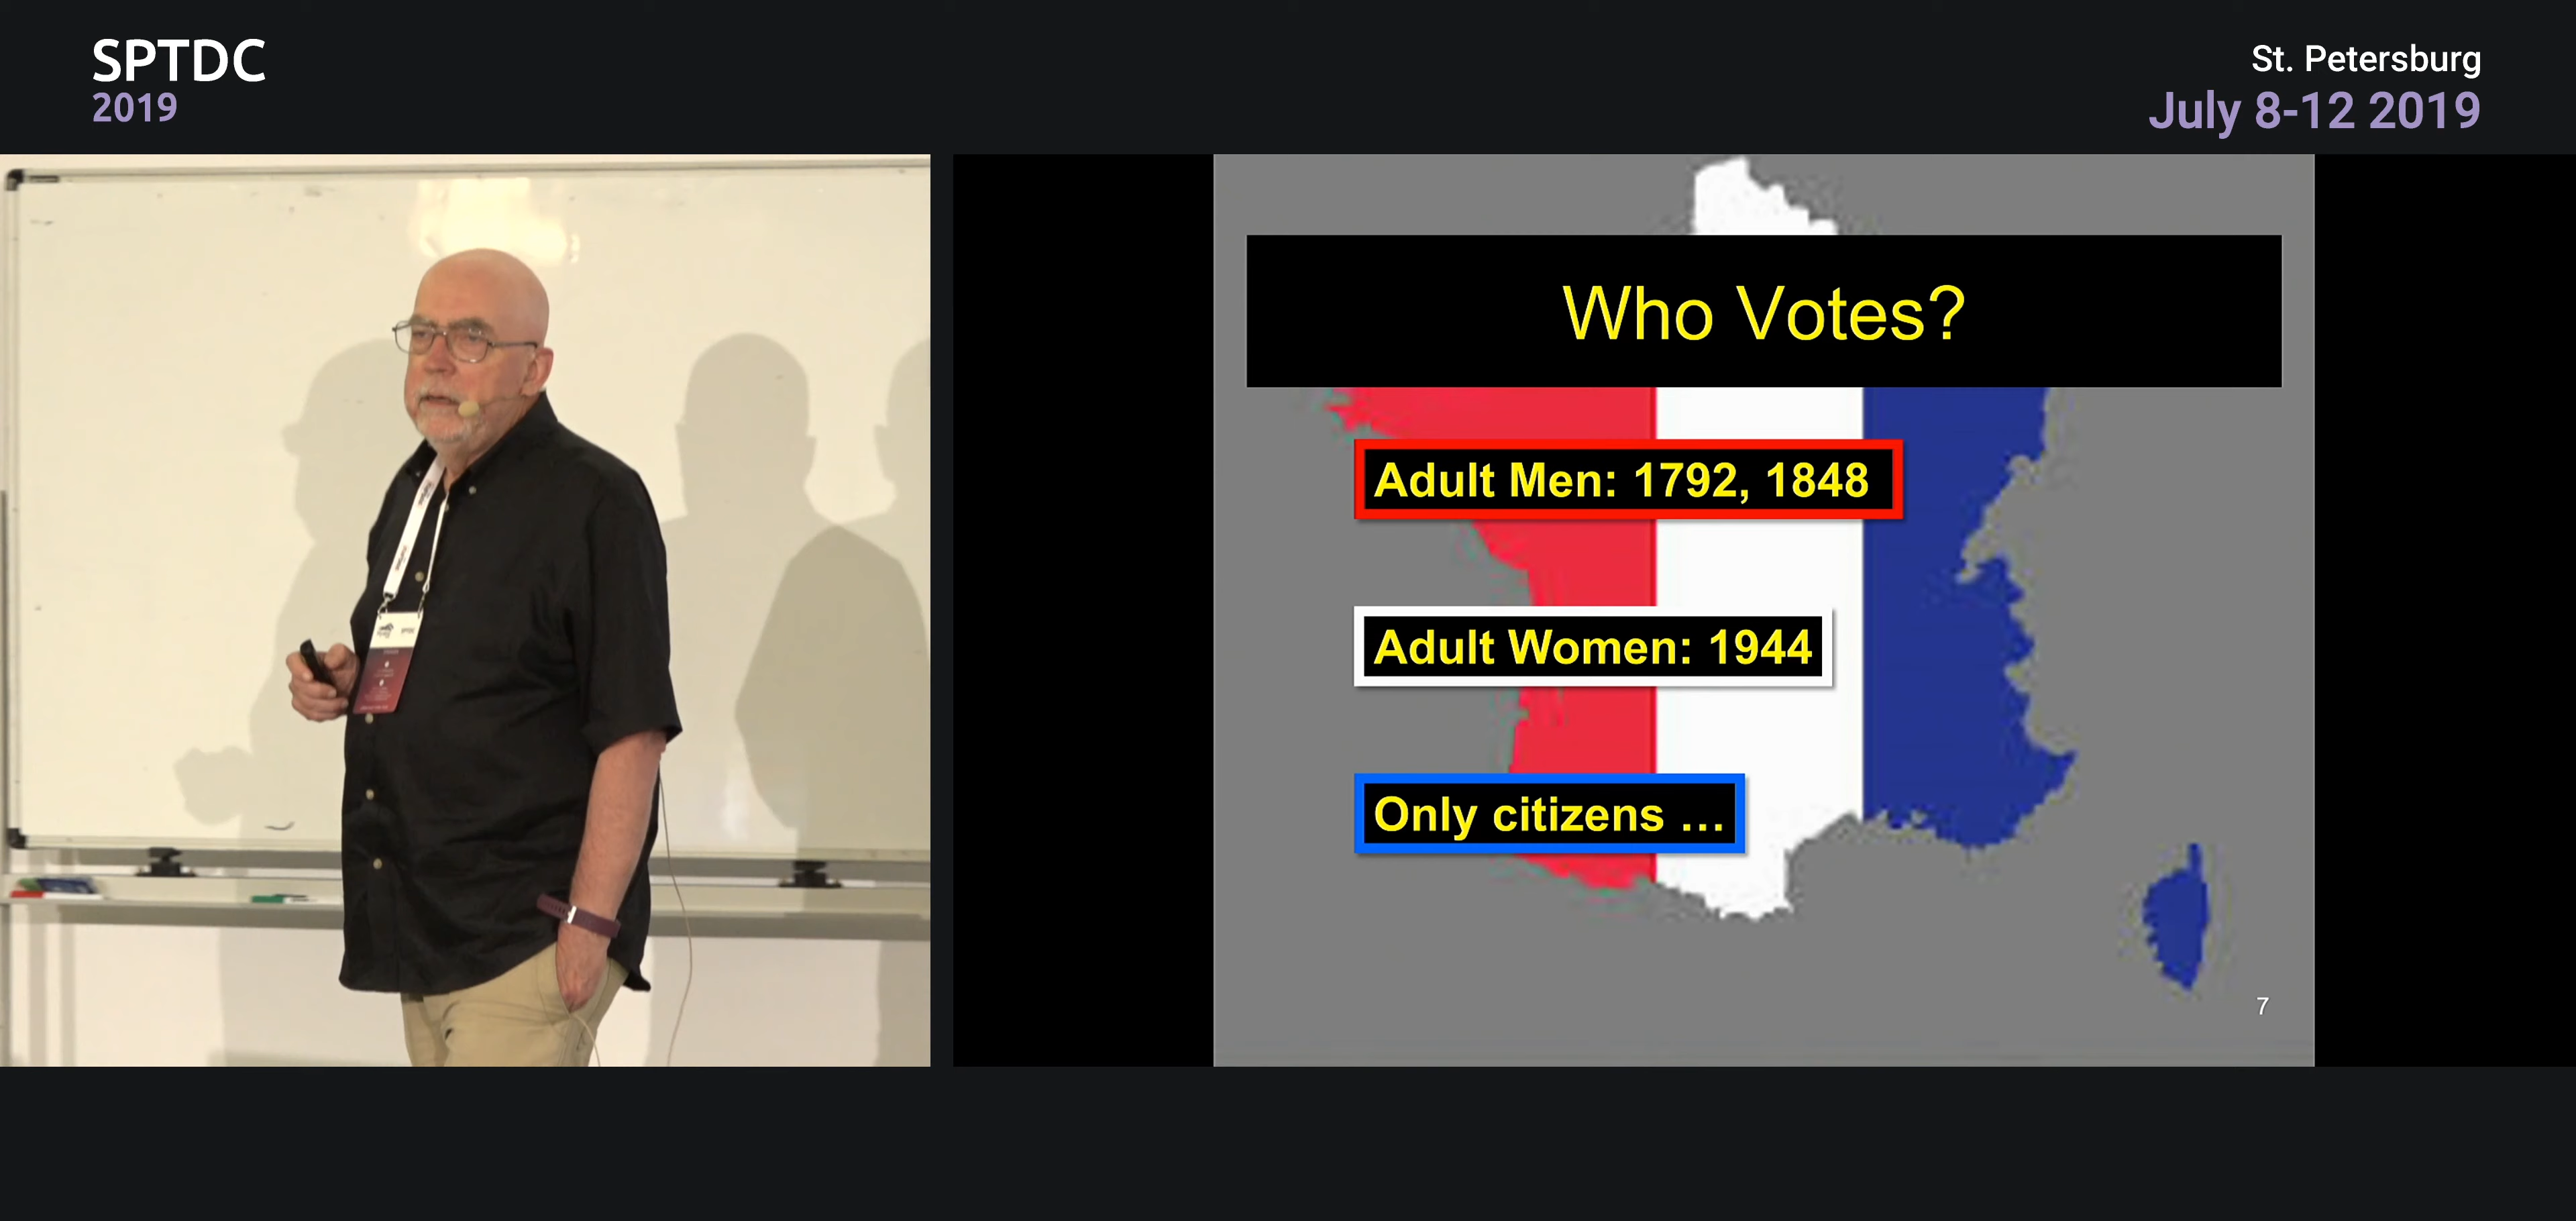 SPTDC
2019
St. Petersburg
July 8-12 2019
Who Votes?
Adult Men: 1792, 1848
Adult Women: 1944
Only citizens ...
7